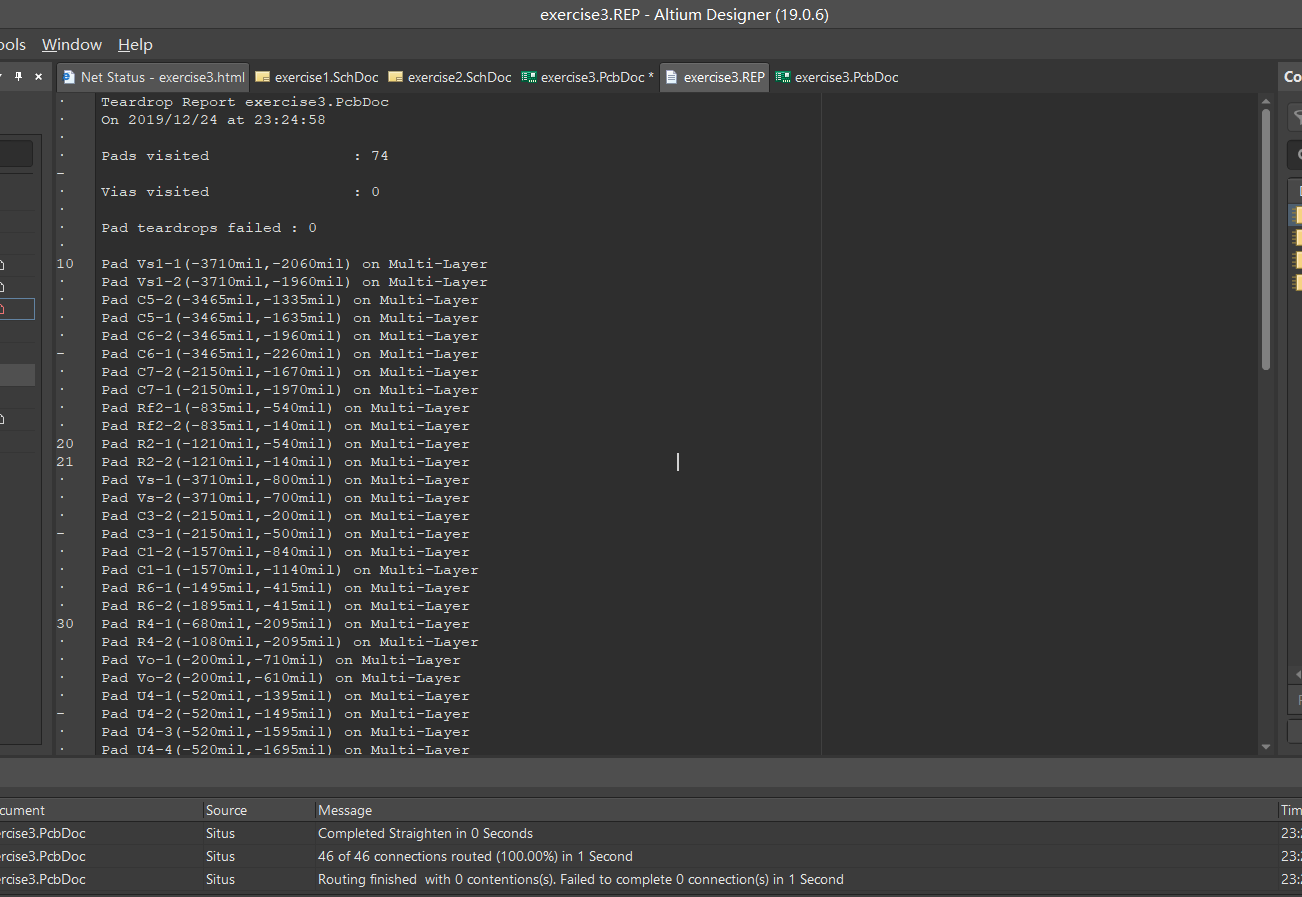 exercise3.REP - Altium Designer (19.0.6)
Window Help
Net Status - exercise3.html exercise1.SchDoc exercise2.SchDoc exercise3.PcbDoc * exercise3.REP exercise3.PcbDoc
Teardrop Report exercise3.PcbDoc
On 2019/12/24 at 23:24:58
Pads visited : 74
Vias visited : 0
Pad teardrops failed : 0
10 Pad Vs1-1(-3710mil,-2060mil) on Multi-Layer
Pad Vs1-2(-3710mil,-1960mil) on Multi-Layer
Pad C5-2(-3465mil,-1335mil) on Multi-Layer
Pad C5-1(-3465mil,-1635mil) on Multi-Layer
Pad C6-2(-3465mil,-1960mil) on Multi-Layer
Pad C6-1(-3465mil,-2260mil) on Multi-Layer
Pad C7-2(-2150mil,-1670mil) on Multi-Layer
Pad C7-1(-2150mil,-1970mil) on Multi-Layer
Pad Rf2-1(-835mil,-540mil) on Multi-Layer
Pad Rf2-2(-835mil,-140mil) on Multi-Layer
20 Pad R2-1(-1210mil,-540mil) on Multi-Layer
21 Pad R2-2(-1210mil,-140mil) on Multi-Layer
Pad Vs-1(-3710mil,-800mil) on Multi-Layer
Pad Vs-2(-3710mil,-700mil) on Multi-Layer
Pad C3-2(-2150mil,-200mil) on Multi-Layer
Pad C3-1(-2150mil,-500mil) on Multi-Layer
Pad C1-2(-1570mil,-840mil) on Multi-Layer
Pad C1-1(-1570mil,-1140mil) on Multi-Layer
Pad R6-1(-1495mil,-415mil) on Multi-Layer
Pad R6-2(-1895mil,-415mil) on Multi-Layer
30 Pad R4-1(-680mil,-2095mil) on Multi-Layer
Pad R4-2(-1080mil,-2095mil) on Multi-Layer
Pad Vo-1(-200mil,-710mil) on Multi-Layer
Pad Vo-2(-200mil,-610mil) on Multi-Layer
Pad U4-1(-520mil,-1395mil) on Multi-Layer
Pad U4-2(-520mil,-1495mil) on Multi-Layer
Pad U4-3(-520mil,-1595mil) on Multi-Layer
Pad U4-4(-520mil,-1695mil) on Multi-Layer
Source Message
Situs Completed Straighten in 0 Seconds
Situs 46 of 46 connections routed (100.00%) in 1 Second
Situs Routing finished with 0 contentions(s). Failed to complete 0 connection(s) in 1 Second